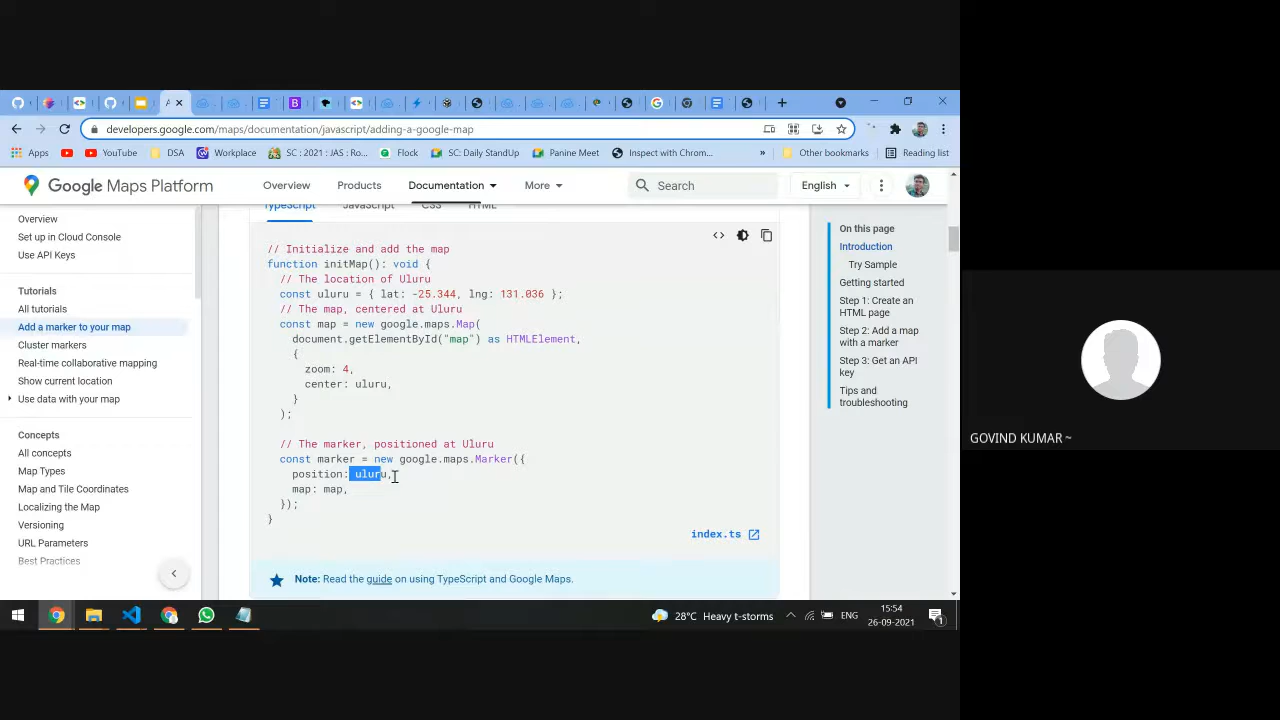 developers.google.com/maps/documentation/javascript/adding-a-google-map
Apps
YouTube
DSA
Workplace
SC : 2021 : JAS : Ro...
Flock
SC: Daily StandUp
Panine Meet
Inspect with Chrom...
»
Other bookmarks
Reading list
Google Maps Platform
Overview
Products
Documentation
More
Search
English
Overview
Set up in Cloud Console
Use API Keys
Tutorials
All tutorials
Add a marker to your map
Cluster markers
Real-time collaborative mapping
Show current location
Use data with your map
Concepts
All concepts
Map Types
Map and Tile Coordinates
Localizing the Map
Versioning
URL Parameters
Best Practices
TypeScript
JavaScript
CSS
HTML
// Initialize and add the map
function initMap(): void {
// The location of Uluru
const uluru = { lat: -25.344, lng: 131.036 };
// The map, centered at Uluru
const map = new google.maps.Map(
document.getElementById("map") as HTMLElement,
{
zoom: 4,
center: uluru,
}
);
// The marker, positioned at Uluru
const marker = new google.maps.Marker({
position: uluru,
map: map,
});
}
index.ts
Note: Read the guide on using TypeScript and Google Maps.
On this page
Introduction
Try Sample
Getting started
Step 1: Create an
HTML page
Step 2: Add a map
with a marker
Step 3: Get an API
key
Tips and
troubleshooting
GOVIND KUMAR ~
28°C Heavy t-storms
ENG
15:54
26-09-2021
1